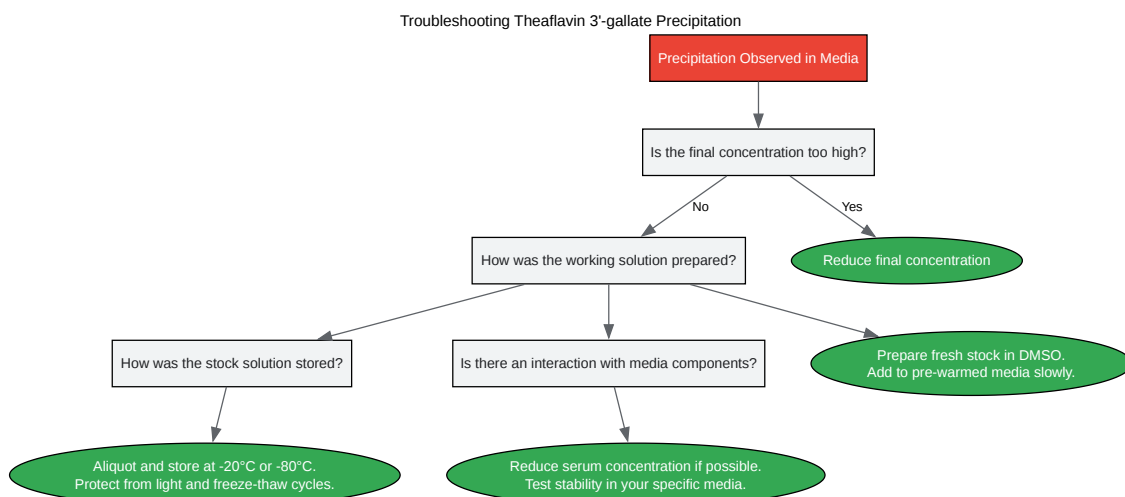 Troubleshooting Theaflavin 3'-gallate Precipitation
Precipitation Observed in Media
Is the final concentration too high?
No
Yes
How was the working solution prepared?
Reduce final concentration
How was the stock solution stored?
Is there an interaction with media components?
Prepare fresh stock in DMSO.
Add to pre-warmed media slowly.
Aliquot and store at -20°C or -80°C.
Protect from light and freeze-thaw cycles.
Reduce serum concentration if possible.
Test stability in your specific media.